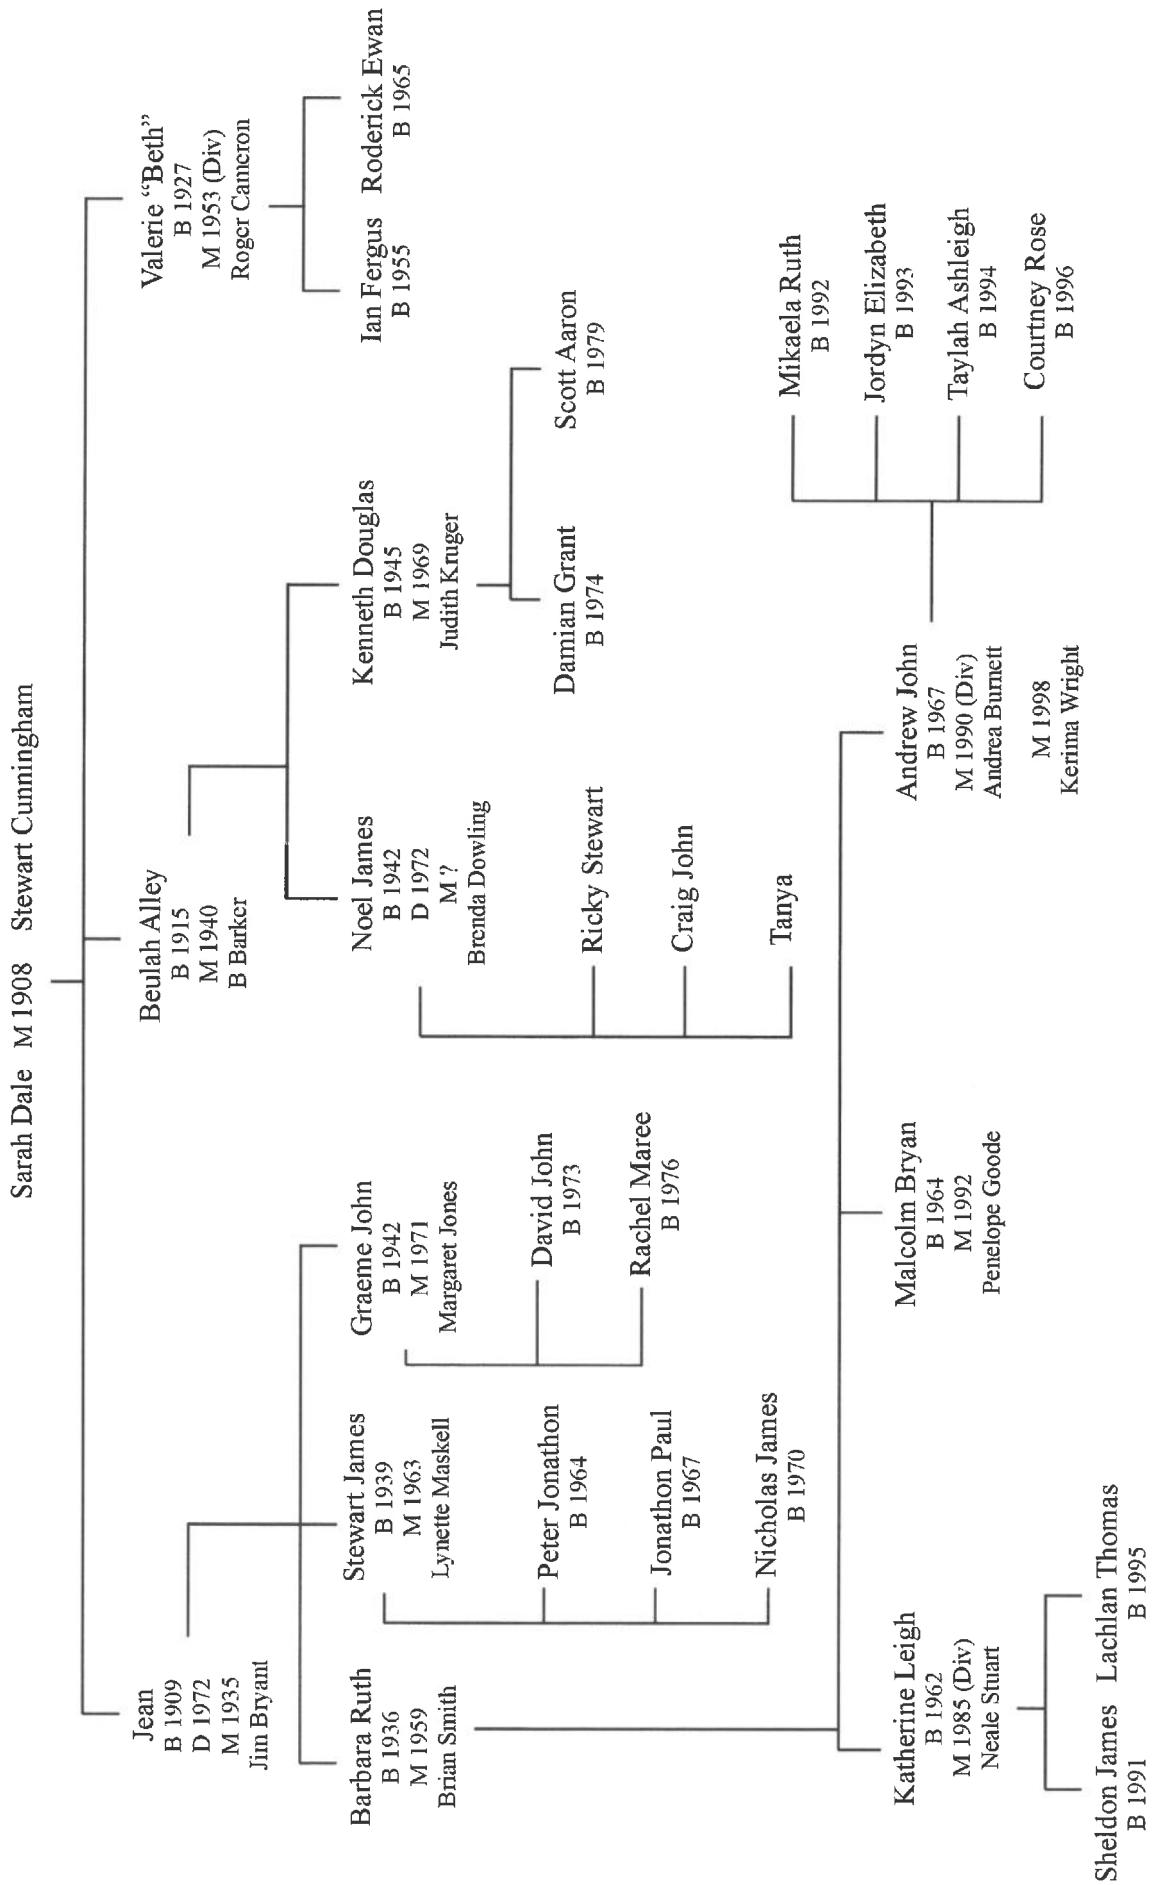 Sarah Dale M 1908 Stewart Cunningham
Jean
B 1909
D 1972
M 1935
Jim Bryant
Beulah Alley
B 1915
M 1940
B Barker
Valerie “Beth”
B 1927
M 1953 (Div)
Roger Cameron
Barbara Ruth
B 1936
M 1959
Brian Smith
Stewart James
B 1939
M 1963
Lynette Maskell
Graeme John
B 1942
M 1971
Margaret Jones
Noel James
B 1942
D 1972
M ?
Brenda Dowling
Kenneth Douglas
B 1945
M 1969
Judith Kruger
Ian Fergus
B 1955
Roderick Ewan
B 1965
Peter Jonathon
B 1964
Jonathon Paul
B 1967
Nicholas James
B 1970
David John
B 1973
Rachel Maree
B 1976
Ricky Stewart
Craig John
Tanya
Damian Grant
B 1974
Scott Aaron
B 1979
Katherine Leigh
B 1962
M 1985 (Div)
Neale Stuart
Malcolm Bryan
B 1964
M 1992
Penelope Goode
Andrew John
B 1967
M 1990 (Div)
Andrea Burnett
M 1998
Kerima Wright
Mikaela Ruth
B 1992
Jordyn Elizabeth
B 1993
Taylah Ashleigh
B 1994
Courtney Rose
B 1996
Sheldon James
B 1991
Lachlan Thomas
B 1995